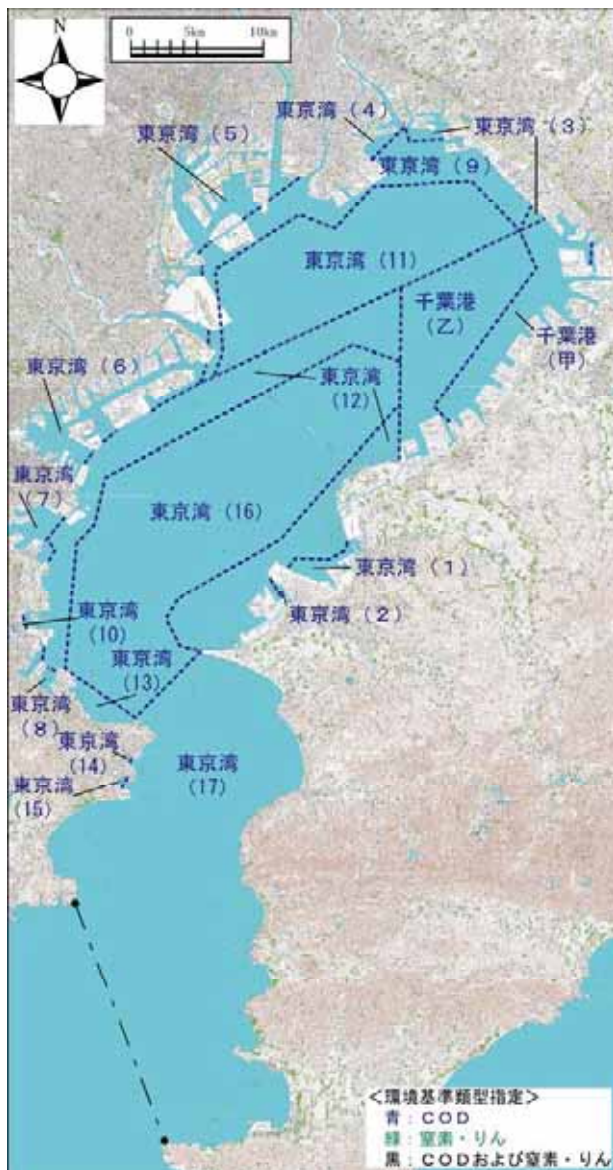 N
0 5km 10km
東京湾(4)
東京湾(3)
東京湾(5)
東京湾(9)
東京湾(11)
千葉港
(乙)
千葉港
(甲)
東京湾(6)
東京湾
(12)
東京湾
(7)
東京湾(16)
東京湾(1)
東京湾(2)
東京湾
(10)
東京湾
(13)
東京湾
(8)
東京湾
(14)
東京湾
(15)
東京湾
(17)
<環境基準類型指定>
青:COD
緑:窒素・りん
黒:CODおよび窒素・りん